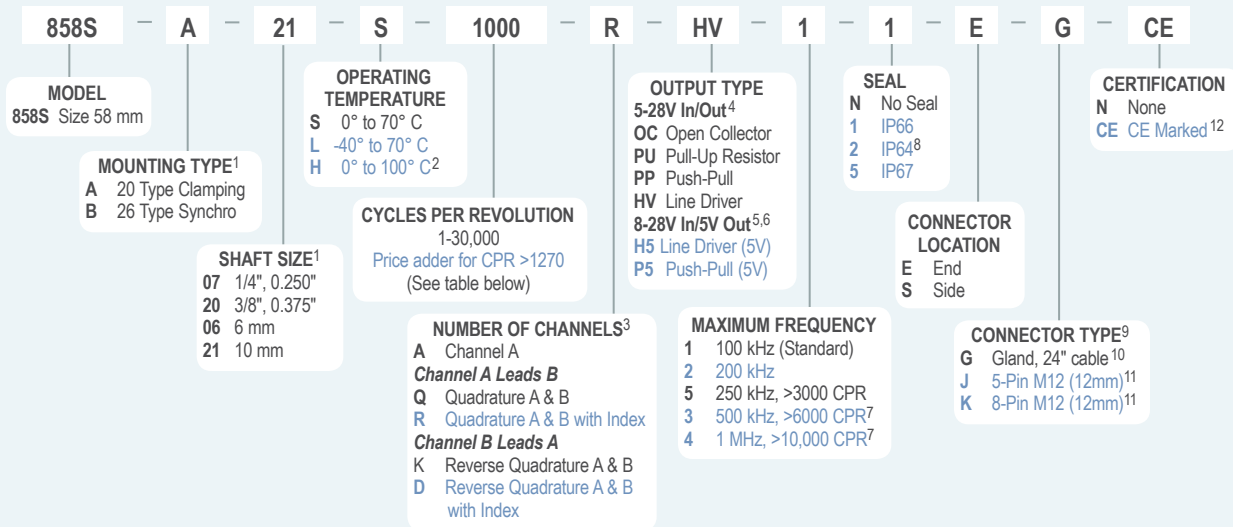 858S – A – 21 – S – 1000 – R – HV – 1 – 1 – E – G – CE
MODEL
858S Size 58 mm
MOUNTING TYPE1
A 20 Type Clamping
B 26 Type Synchro
SHAFT SIZE1
07 1/4", 0.250"
20 3/8", 0.375"
06 6 mm
21 10 mm
OPERATING
TEMPERATURE
S 0° to 70° C
L -40° to 70° C
H 0° to 100° C2
CYCLES PER REVOLUTION
1-30,000
Price adder for CPR >1270
(See table below)
NUMBER OF CHANNELS3
A Channel A
Channel A Leads B
Q Quadrature A & B
R Quadrature A & B with Index
Channel B Leads A
K Reverse Quadrature A & B
D Reverse Quadrature A & B
with Index
OUTPUT TYPE
5-28V In/Out4
OC Open Collector
PU Pull-Up Resistor
PP Push-Pull
HV Line Driver
8-28V In/5V Out5,6
H5 Line Driver (5V)
P5 Push-Pull (5V)
MAXIMUM FREQUENCY
1 100 kHz (Standard)
2 200 kHz
5 250 kHz, >3000 CPR
3 500 kHz, >6000 CPR7
4 1 MHz, >10,000 CPR7
SEAL
N No Seal
1 IP66
2 IP648
5 IP67
CONNECTOR
LOCATION
E End
S Side
CONNECTOR TYPE9
G Gland, 24" cable10
J 5-Pin M12 (12mm)11
K 8-Pin M12 (12mm)11
CERTIFICATION
N None
CE CE Marked12